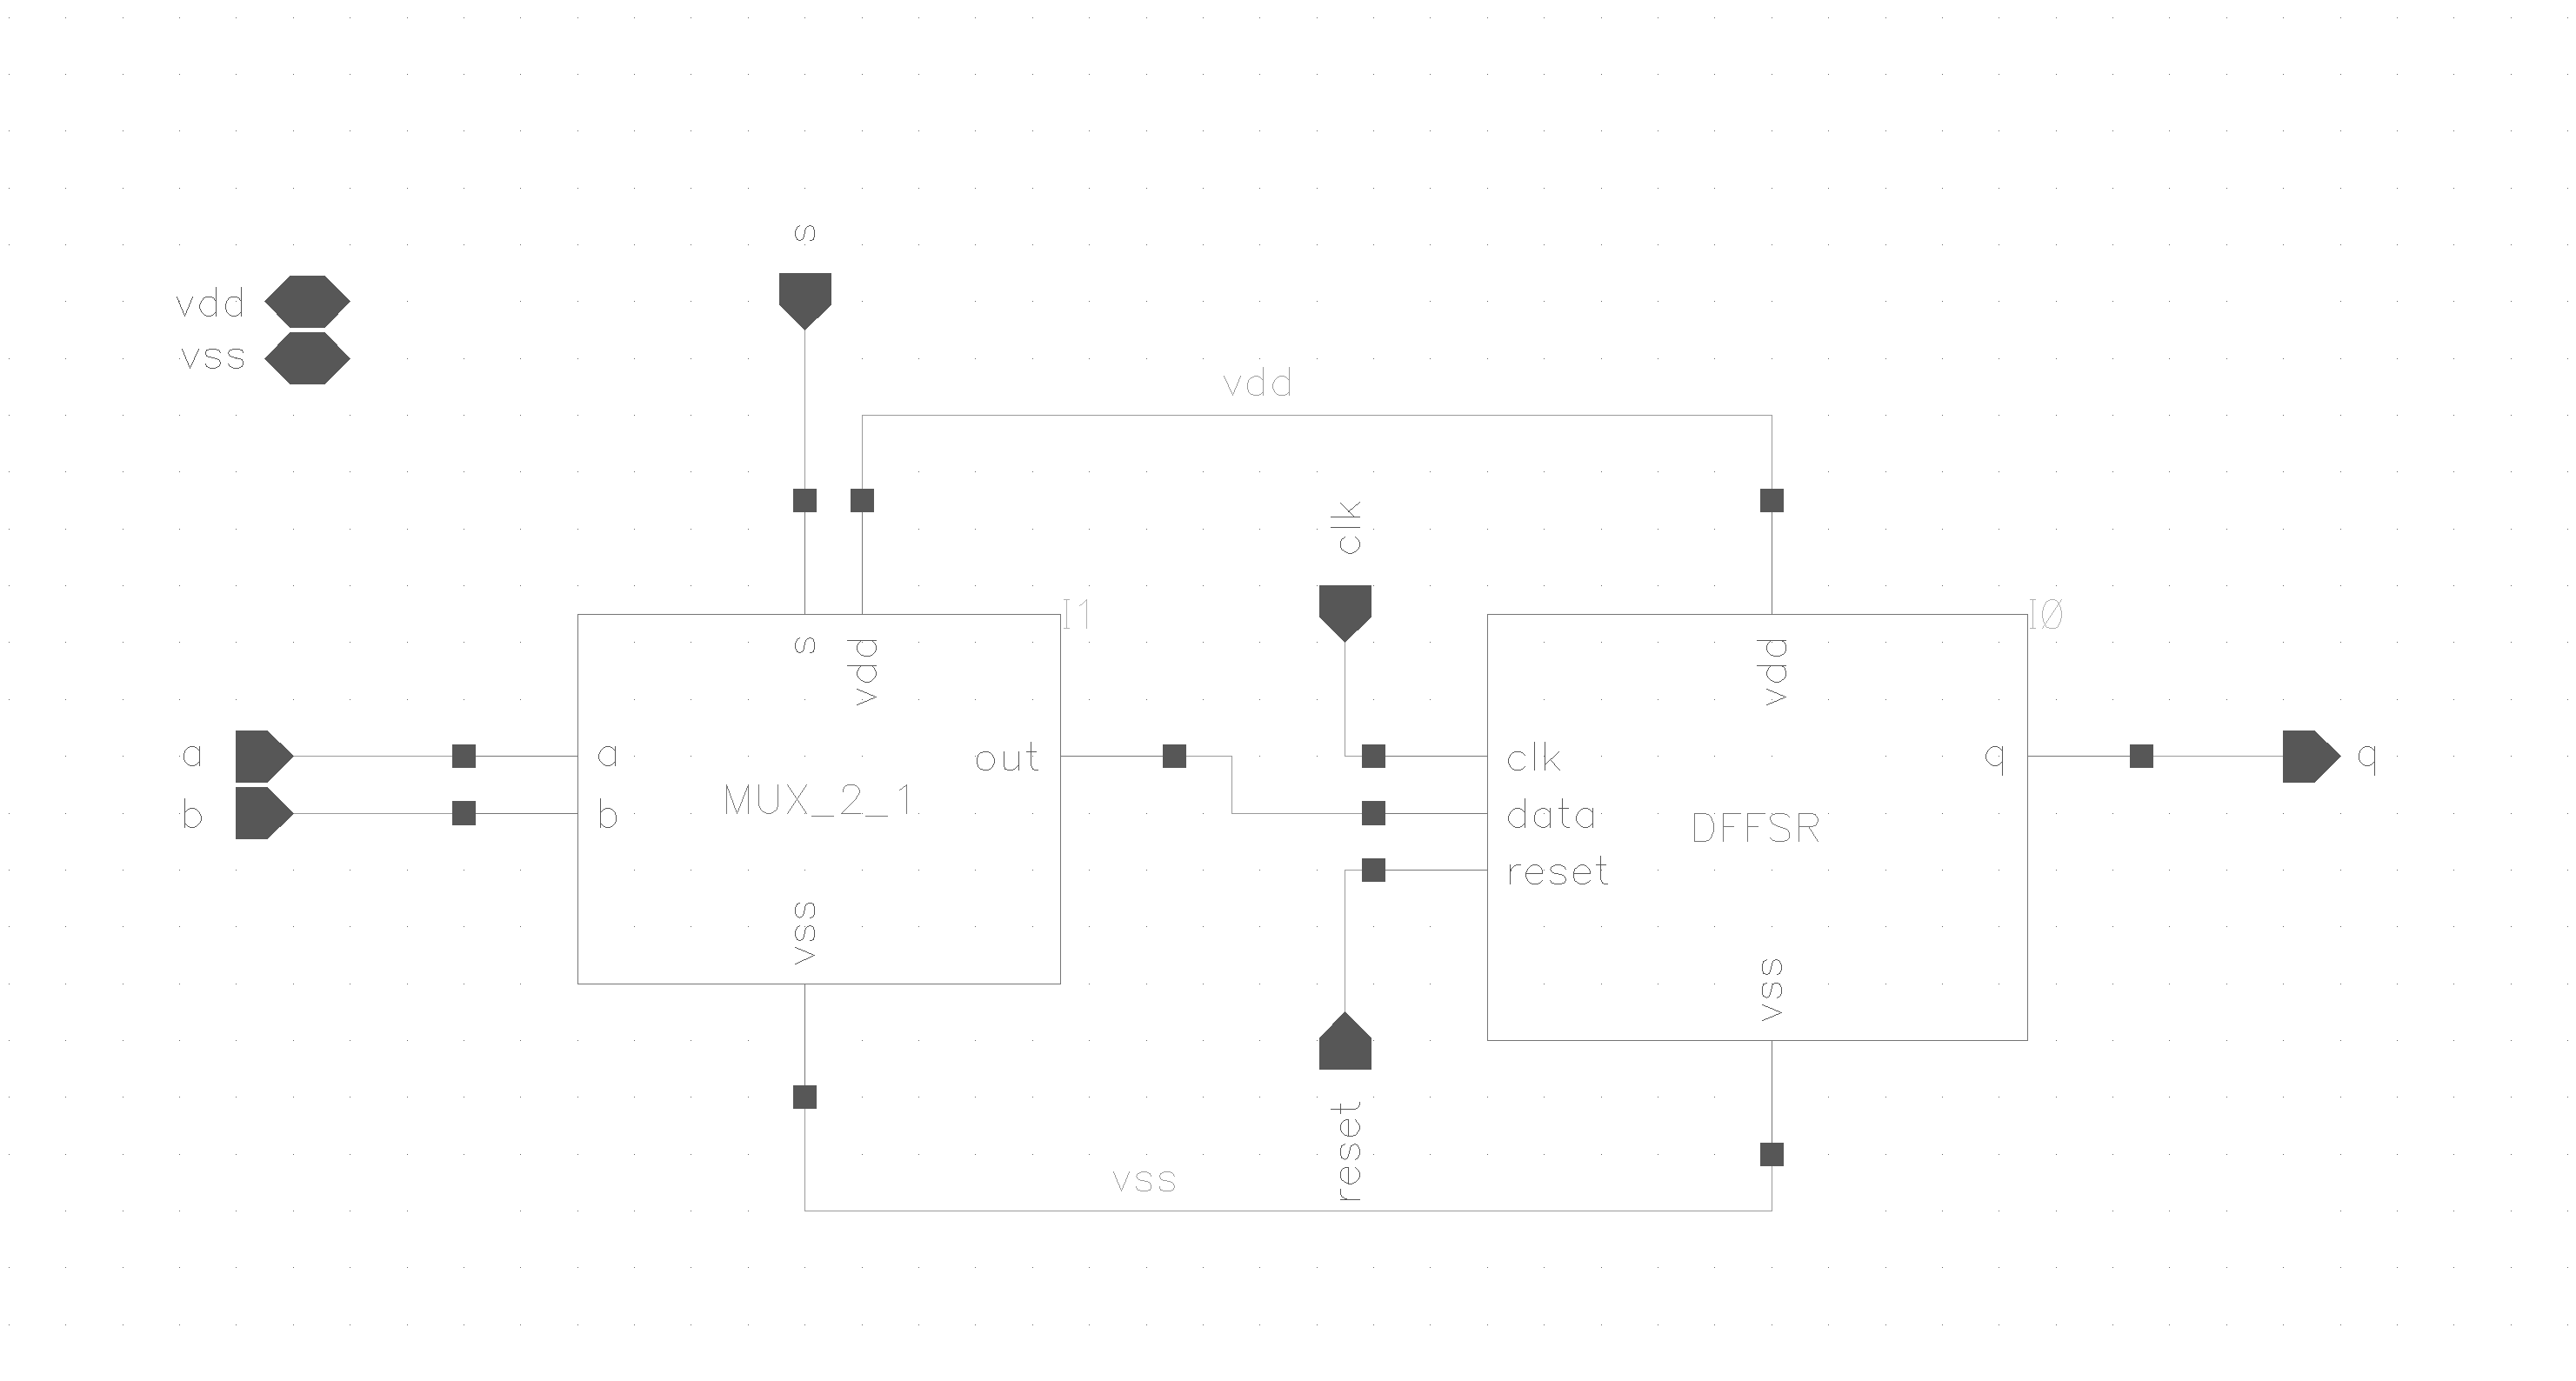 s
vdd
vss
vdd
clk
I1
I0
s
vdd
vdd
a
a
out
clk
q
q
MUX_2_1
b
b
data
DFFSR
reset
vss
vss
reset
vss